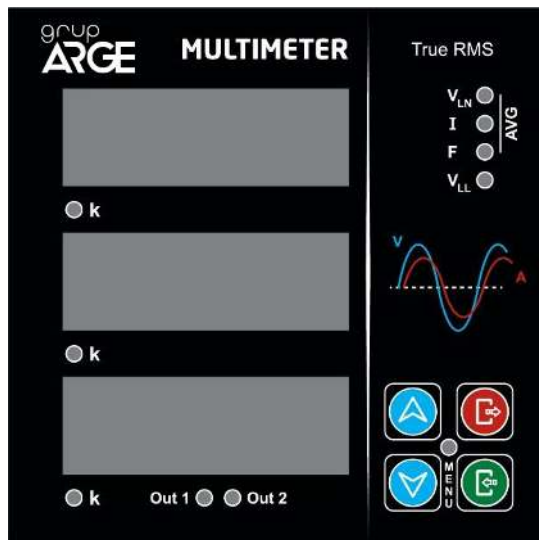 grup
ARGE
MULTIMETER
True RMS
VLN
I
F
VLL
AVG
k
V
A
k
MENU
k
Out 1
Out 2